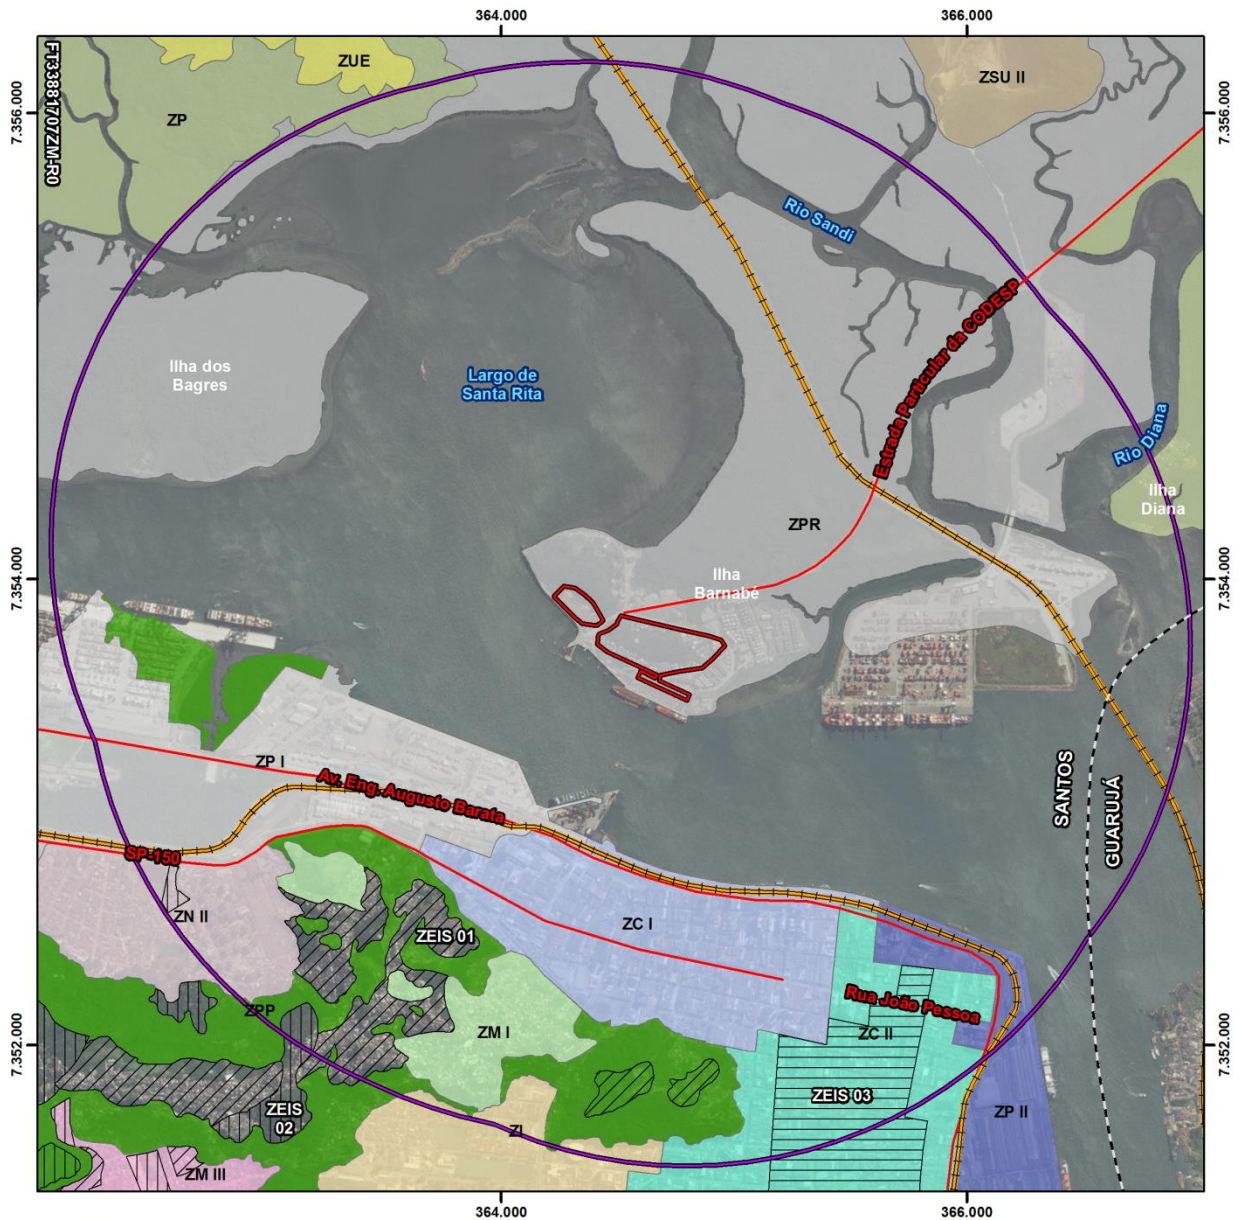 364.000
366.000
FT33881707ZM-R0
ZUE
ZSU II
7.356.000
ZP
7.356.000
Rio Sandi
Estrada Particular da CODESP
Ilha dos
Bagres
Largo de
Santa Rita
Rio Diana
Ilha
Diana
ZPR
7.354.000
Ilha
Barnabé
7.354.000
ZP I
Av. Eng. Augusto Barata
SANTOS
GUARUJÁ
SP-150
ZN II
ZEIS 01
ZC I
ZPP
Rua João Pessoa
ZM I
ZC II
7.352.000
7.352.000
ZEIS
02
ZEIS 03
ZP II
ZI
ZM III
364.000
366.000